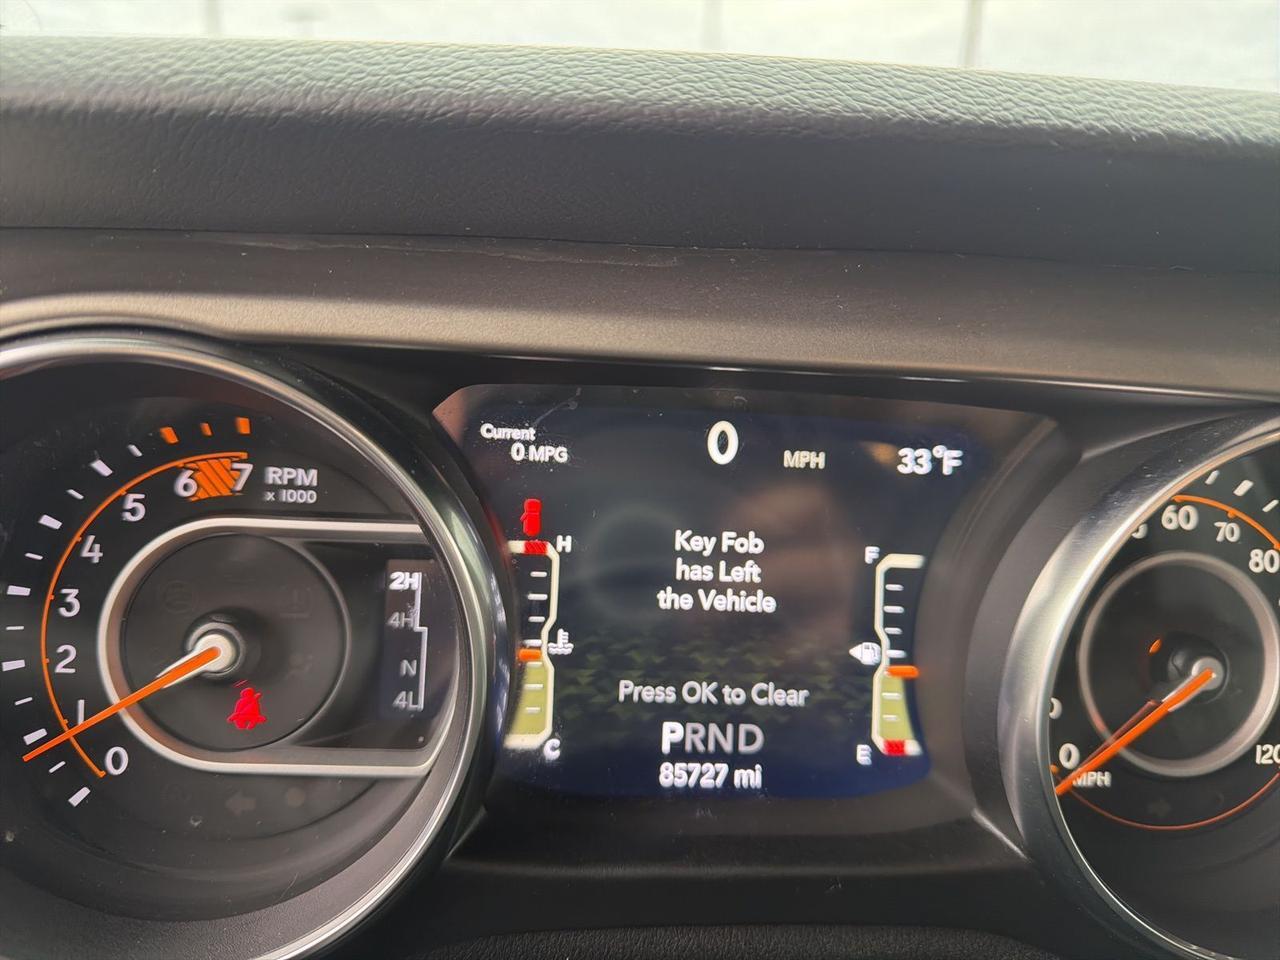 Current
0 MPG
0 MPH
33°F
H
C
Key Fob
has Left
the Vehicle
F
E
Press OK to Clear
PRND
85727 mi
RPM
x 1000
0
1
2
3
4
5
6
7
2H
4H
N
4L
0
MPH
60
70
80
120